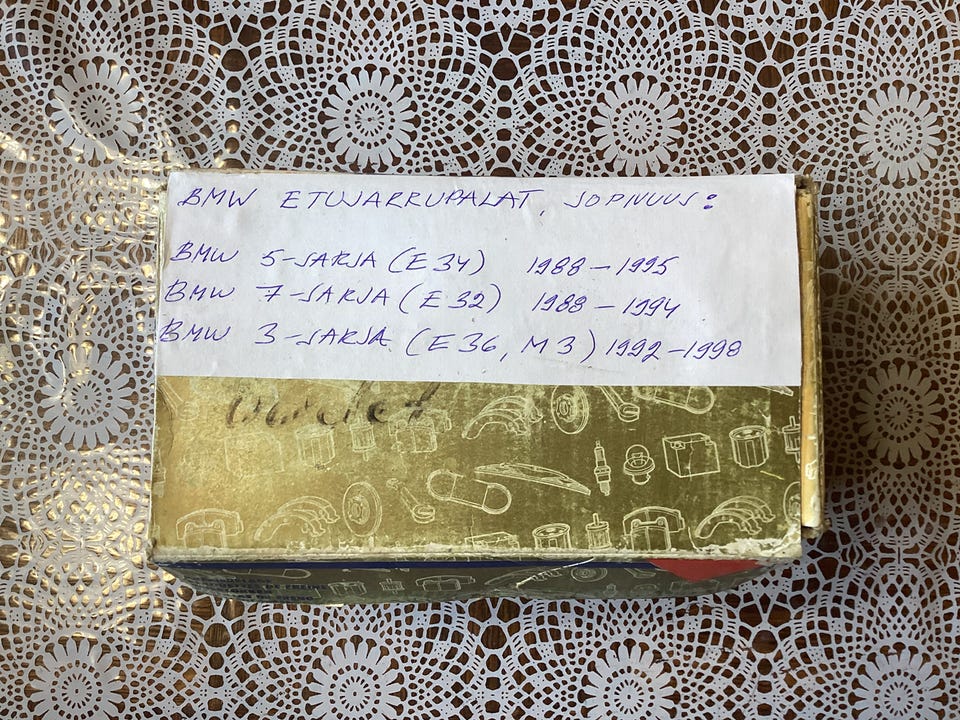 BMW ETUJARRUPALAT, SOPIVUUS:
BMW 5-SARJA (E34) 1988-1995
BMW 7-SARJA (E32) 1988-1994
BMW 3-SARJA (E36, M3) 1992-1998